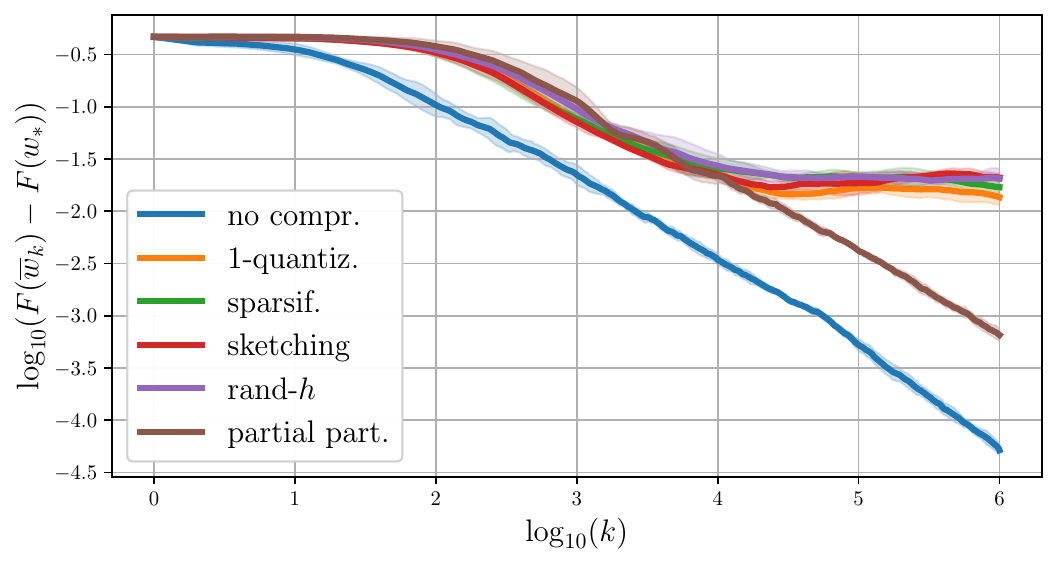 log₁₀(F(w̅ₖ) − F(w_*))
−0.5
−1.0
−1.5
−2.0
−2.5
−3.0
−3.5
−4.0
−4.5
no compr.
1-quantiz.
sparsif.
sketching
rand-h
partial part.
0 1 2 3 4 5 6
log₁₀(k)